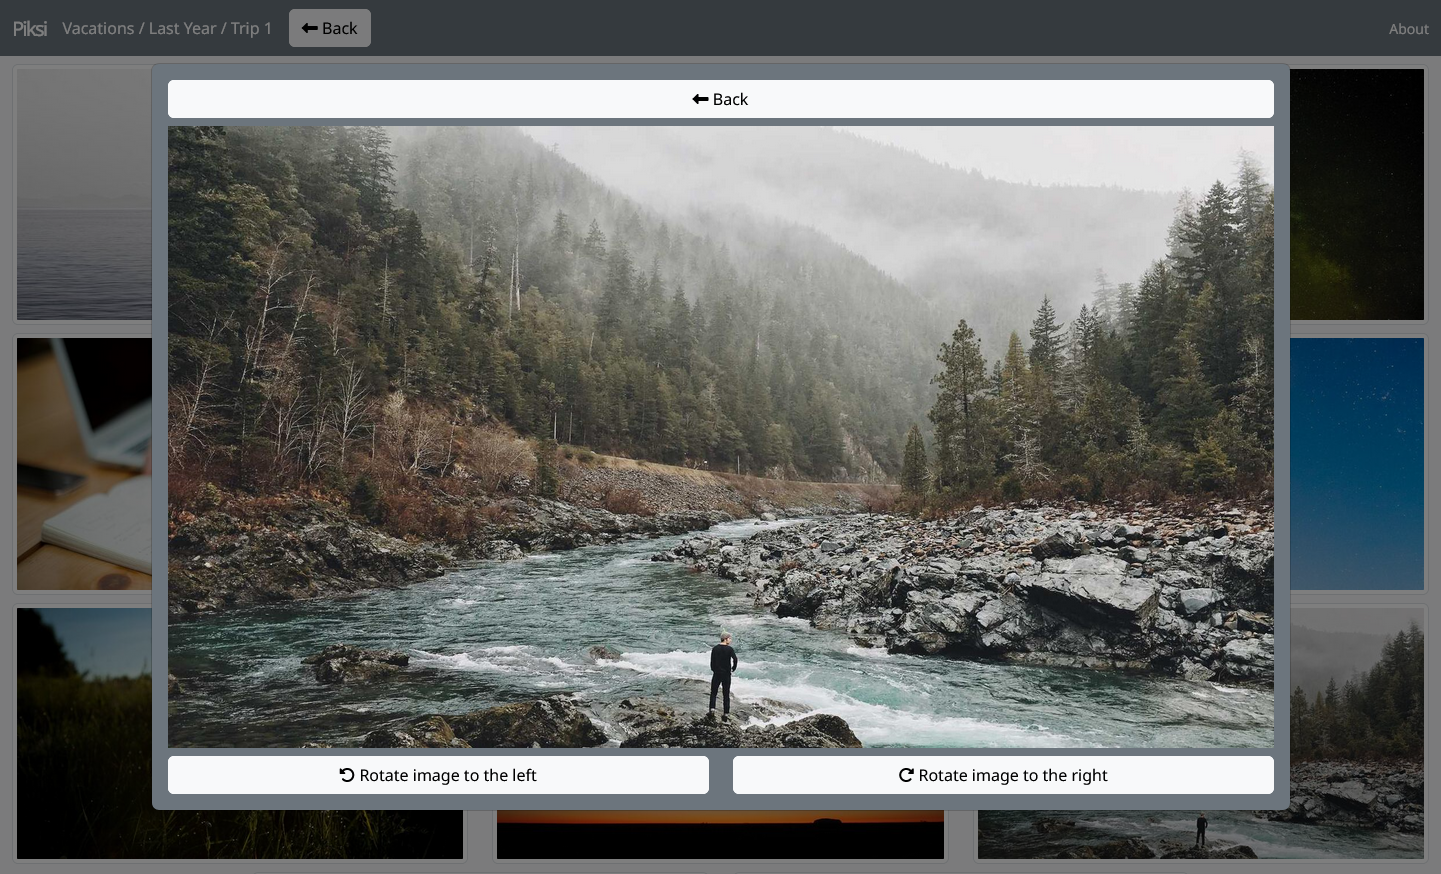 Piksi Vacations / Last Year / Trip 1 Back About
Back
Rotate image to the left Rotate image to the right